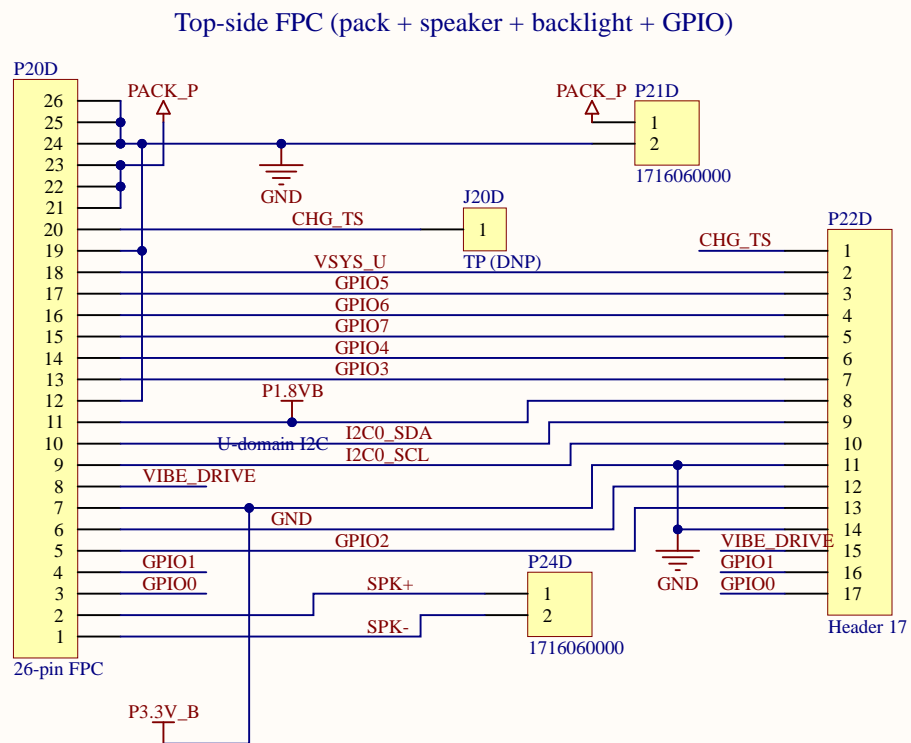 Top-side FPC (pack + speaker + backlight + GPIO)
P20D
26
25
24
23
22
21
20
19
18
17
16
15
14
13
12
11
10
9
8
7
6
5
4
3
2
1
26-pin FPC
PACK_P
GND
PACK_P
P21D
1
2
1716060000
J20D
1
TP (DNP)
CHG_TS
VSYS_U
GPIO5
GPIO6
GPIO7
GPIO4
GPIO3
P1.8VB
U-domain I2C
I2C0_SDA
I2C0_SCL
VIBE_DRIVE
GND
GPIO2
GPIO1
GPIO0
SPK+
SPK-
P24D
1
2
1716060000
GND
P22D
CHG_TS
1
2
3
4
5
6
7
8
9
10
11
12
13
14
VIBE_DRIVE
15
GPIO1
16
GPIO0
17
Header 17
P3.3V_B